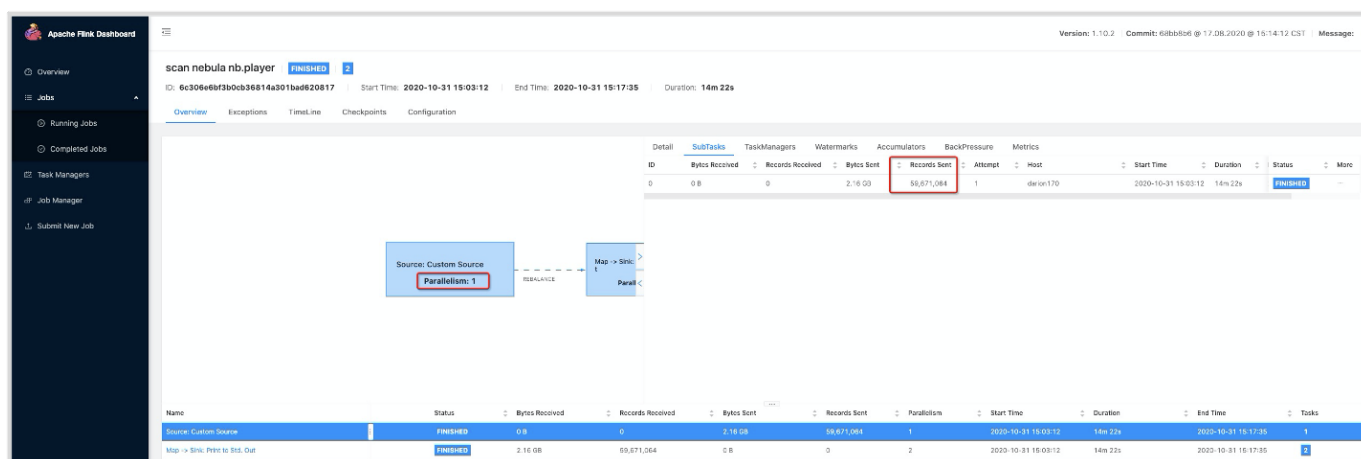 Apache Flink Dashboard
Version: 1.10.2 Commit: 68bb8b6 @ 17.08.2020 @ 15:14:12 CST Message:
Overview
Jobs
Running Jobs
Completed Jobs
Task Managers
Job Manager
Submit New Job
scan nebula nb.player FINISHED 2
ID: 6c306e6bf3b0cb36814a301bad620817 Start Time: 2020-10-31 15:03:12 End Time: 2020-10-31 15:17:35 Duration: 14m 22s
Overview Exceptions TimeLine Checkpoints Configuration
Detail SubTasks TaskManagers Watermarks Accumulators BackPressure Metrics
ID Bytes Received Records Received Bytes Sent Records Sent Attempt Host Start Time Duration Status More
0 0 B 0 2.16 GB 59,671,064 1 darion170 2020-10-31 15:03:12 14m 22s FINISHED
Source: Custom Source
Parallelism: 1
REBALANCE
Map -> Sink:
t
Parall
Name Status Bytes Received Records Received Bytes Sent Records Sent Parallelism Start Time Duration End Time Tasks
Source: Custom Source FINISHED 0 B 0 2.16 GB 59,671,064 1 2020-10-31 15:03:12 14m 22s 2020-10-31 15:17:35 1
Map -> Sink: Print to Std. Out FINISHED 2.16 GB 59,671,064 0 B 0 2 2020-10-31 15:03:12 14m 22s 2020-10-31 15:17:35 2